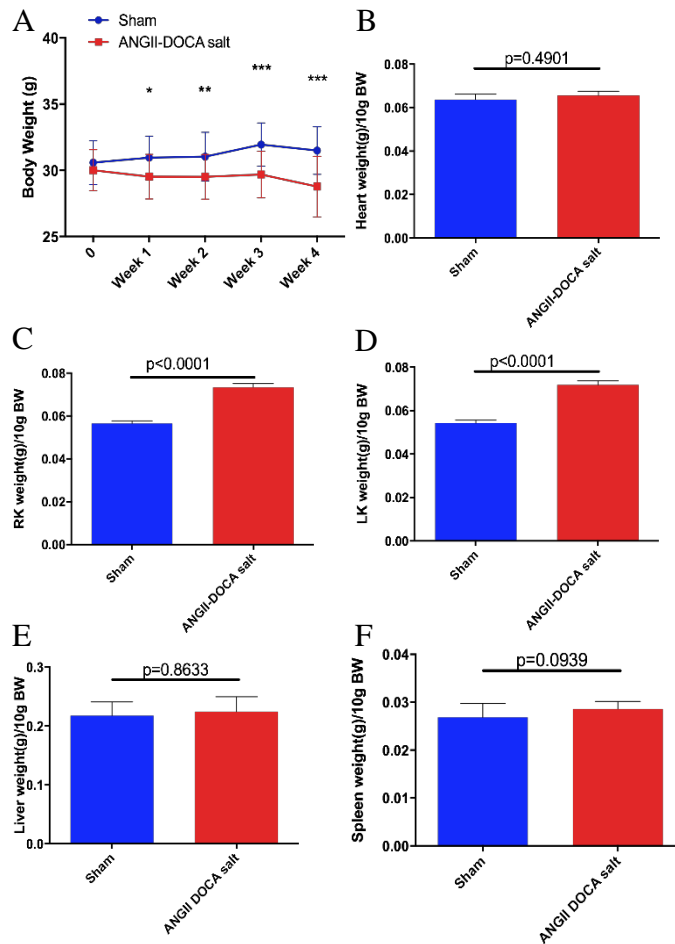 A
Sham
ANGII-DOCA salt
Body Weight (g)
40
35
30
25
*
**
***
***
0
Week 1
Week 2
Week 3
Week 4
B
p=0.4901
Heart weight(g)/10g BW
0.08
0.06
0.04
0.02
0.00
Sham
ANGII-DOCA salt
C
p<0.0001
RK weight(g)/10g BW
0.08
0.06
0.04
0.02
0.00
Sham
ANGII-DOCA salt
D
p<0.0001
LK weight(g)/10g BW
0.08
0.06
0.04
0.02
0.00
Sham
ANGII-DOCA salt
E
p=0.8633
Liver weight(g)/10g BW
0.3
0.2
0.1
0.0
Sham
ANGII DOCA salt
F
p=0.0939
Spleen weight(g)/10g BW
0.04
0.03
0.02
0.01
0.00
Sham
ANGII DOCA salt